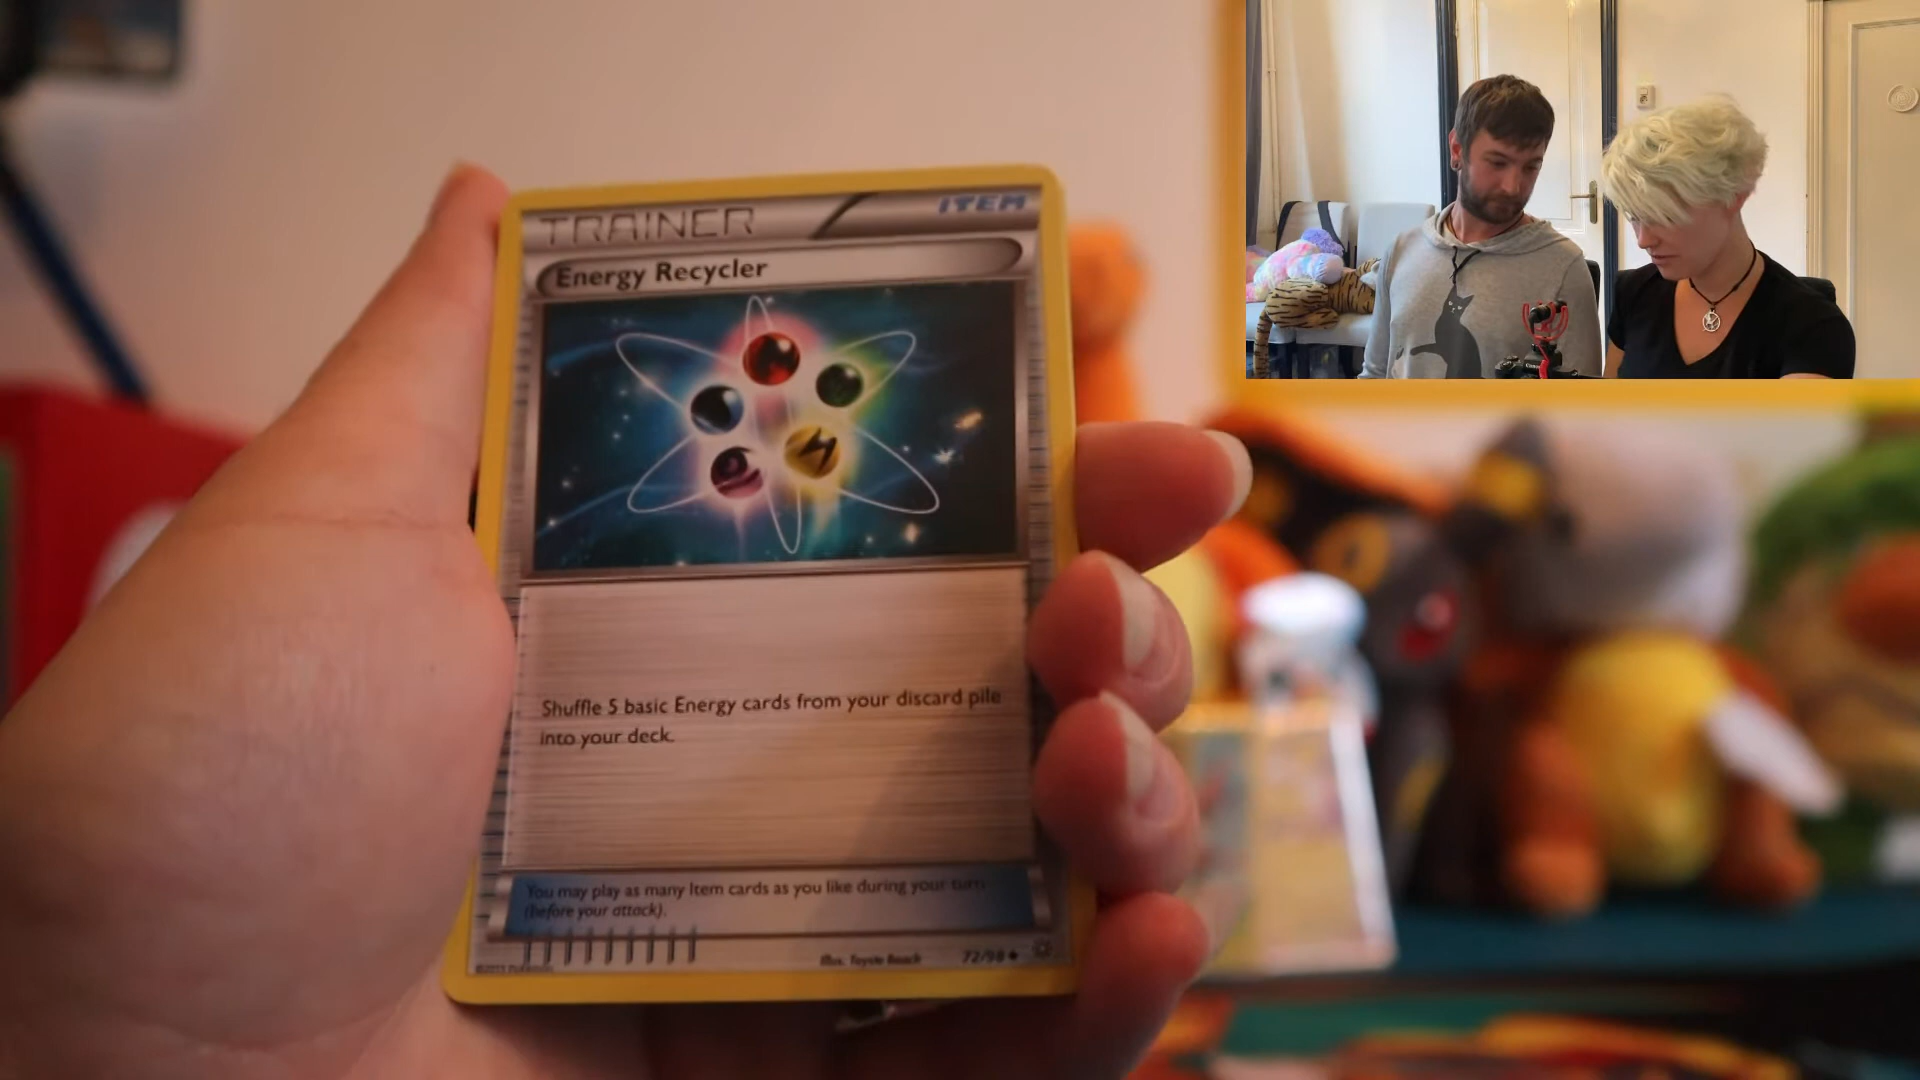 TRAINER
ITEM
Energy Recycler
Shuffle 5 basic Energy cards from your discard pile
into your deck.
You may play as many Item cards as you like during your turn
(before your attack).
Illus. Toyste Beach
72/98